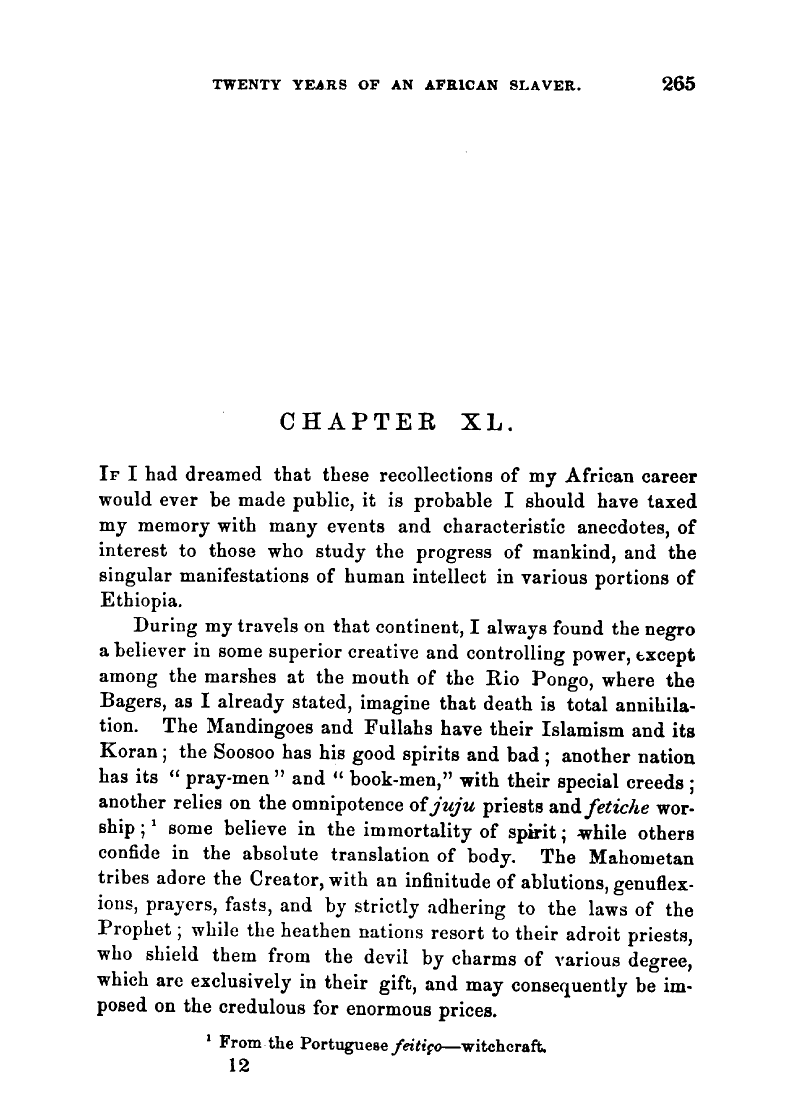 TWENTY YEARS OF AN AFRICAN SLAVER. 265
CHAPTER XL.
IF I had dreamed that these recollections of my African career
would ever be made public, it is probable I should have taxed
my memory with many events and characteristic anecdotes, of
interest to those who study the progress of mankind, and the
singular manifestations of human intellect in various portions of
Ethiopia.
During my travels on that continent, I always found the negro
a believer in some superior creative and controlling power, except
among the marshes at the mouth of the Rio Pongo, where the
Bagers, as I already stated, imagine that death is total annihila-
tion. The Mandingoes and Fullahs have their Islamism and its
Koran; the Soosoo has his good spirits and bad; another nation
has its "pray-men" and "book-men," with their special creeds;
another relies on the omnipotence of juju priests and fetiche wor-
ship;¹ some believe in the immortality of spirit; while others
confide in the absolute translation of body. The Mahometan
tribes adore the Creator, with an infinitude of ablutions, genuflex-
ions, prayers, fasts, and by strictly adhering to the laws of the
Prophet; while the heathen nations resort to their adroit priests,
who shield them from the devil by charms of various degree,
which are exclusively in their gift, and may consequently be im-
posed on the credulous for enormous prices.
¹ From the Portuguese feitiço—witchcraft.
12